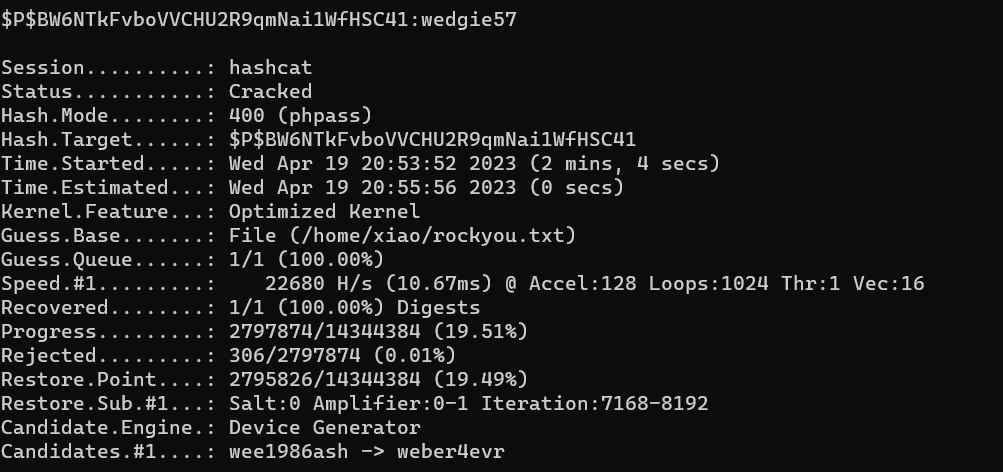 $P$BW6NTkFvboVVCHU2R9qmNai1WfHSC41:wedgie57
Session..........: hashcat
Status...........: Cracked
Hash.Mode........: 400 (phpass)
Hash.Target......: $P$BW6NTkFvboVVCHU2R9qmNai1WfHSC41
Time.Started.....: Wed Apr 19 20:53:52 2023 (2 mins, 4 secs)
Time.Estimated...: Wed Apr 19 20:55:56 2023 (0 secs)
Kernel.Feature...: Optimized Kernel
Guess.Base.......: File (/home/xiao/rockyou.txt)
Guess.Queue......: 1/1 (100.00%)
Speed.#1.........:    22680 H/s (10.67ms) @ Accel:128 Loops:1024 Thr:1 Vec:16
Recovered........: 1/1 (100.00%) Digests
Progress.........: 2797874/14344384 (19.51%)
Rejected.........: 306/2797874 (0.01%)
Restore.Point....: 2795826/14344384 (19.49%)
Restore.Sub.#1...: Salt:0 Amplifier:0-1 Iteration:7168-8192
Candidate.Engine.: Device Generator
Candidates.#1....: wee1986ash -> weber4evr